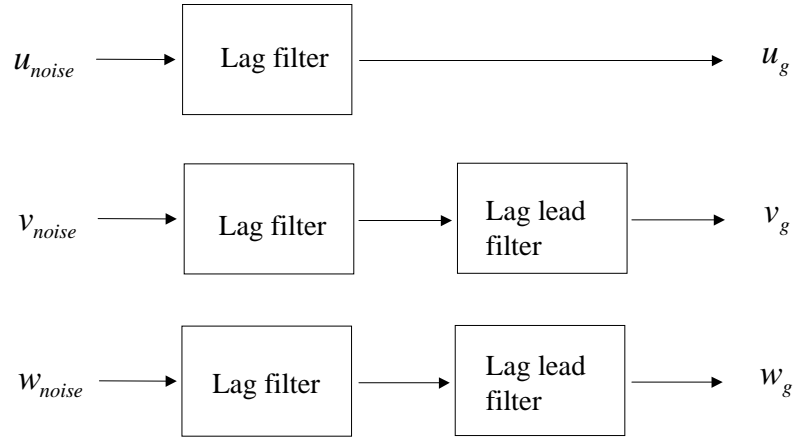 u_noise Lag filter u_g
v_noise Lag filter Lag lead filter v_g
w_noise Lag filter Lag lead filter w_g